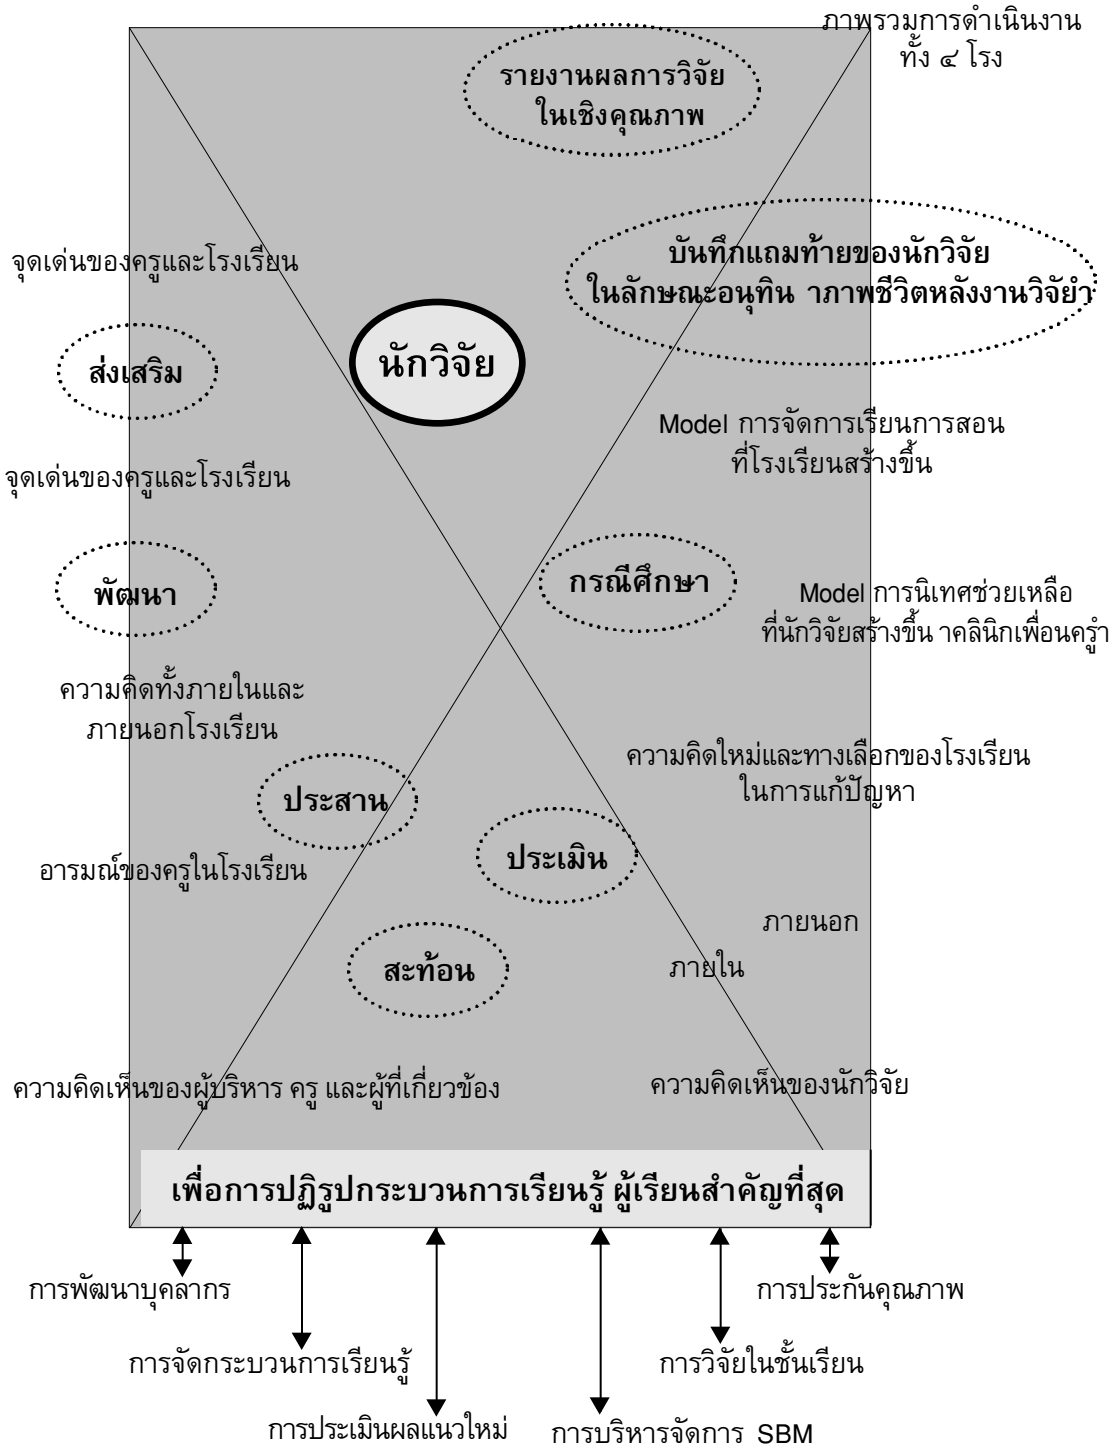 ภาพรวมการดำเนินงาน
ทั้ง ๔ โรง
รายงานผลการวิจัย
ในเชิงคุณภาพ
บันทึกแถมท้ายของนักวิจัย
ในลักษณะอนุทิน าภาพชีวิตหลังงานวิจัยำ
จุดเด่นของครูและโรงเรียน
นักวิจัย
ส่งเสริม
Model การจัดการเรียนการสอน
ที่โรงเรียนสร้างขึ้น
จุดเด่นของครูและโรงเรียน
พัฒนา
กรณีศึกษา
Model การนิเทศช่วยเหลือ
ที่นักวิจัยสร้างขึ้น าคลินิกเพื่อนครูำ
ความคิดทั้งภายในและ
ภายนอกโรงเรียน
ความคิดใหม่และทางเลือกของโรงเรียน
ในการแก้ปัญหา
ประสาน
ประเมิน
อารมณ์ของครูในโรงเรียน
ภายนอก
ภายใน
สะท้อน
ความคิดเห็นของผู้บริหาร ครู และผู้ที่เกี่ยวข้อง
ความคิดเห็นของนักวิจัย
เพื่อการปฏิรูปกระบวนการเรียนรู้ ผู้เรียนสำคัญที่สุด
การพัฒนาบุคลากร
การประกันคุณภาพ
การจัดกระบวนการเรียนรู้
การวิจัยในชั้นเรียน
การประเมินผลแนวใหม่
การบริหารจัดการ SBM